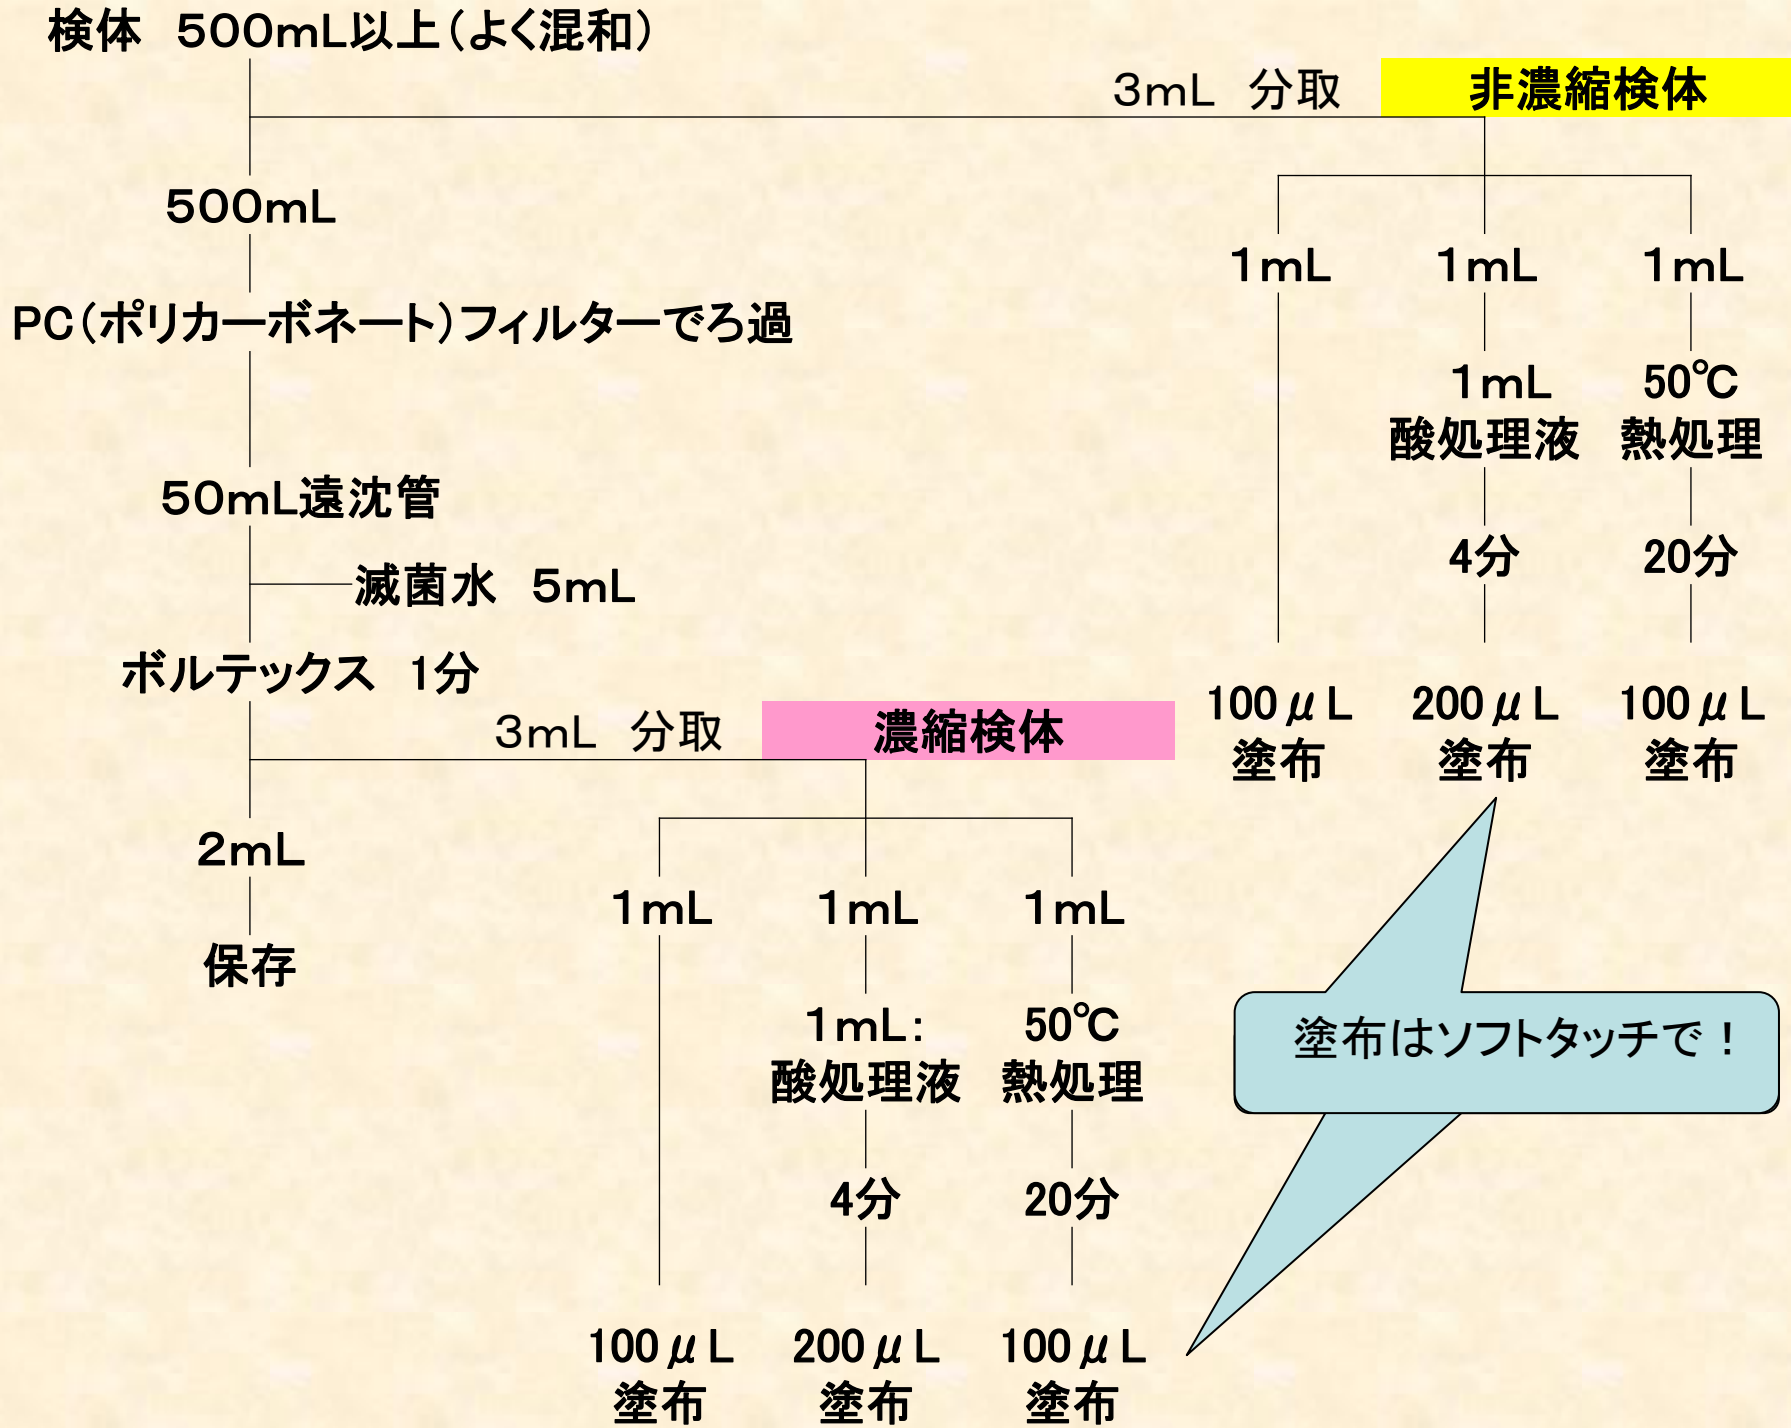 検体　500mL以上（よく混和）
3mL　分取
非濃縮検体
500mL
PC（ポリカーボネート）フィルターでろ過
50mL遠沈管
滅菌水　5mL
ボルテックス　1分
1mL
1mL
1mL
1mL
酸処理液
50℃
熱処理
4分
20分
100μL
塗布
200μL
塗布
100μL
塗布
3mL　分取
濃縮検体
2mL
保存
1mL
1mL
1mL
1mL：
酸処理液
50℃
熱処理
4分
20分
100μL
塗布
200μL
塗布
100μL
塗布
塗布はソフトタッチで！